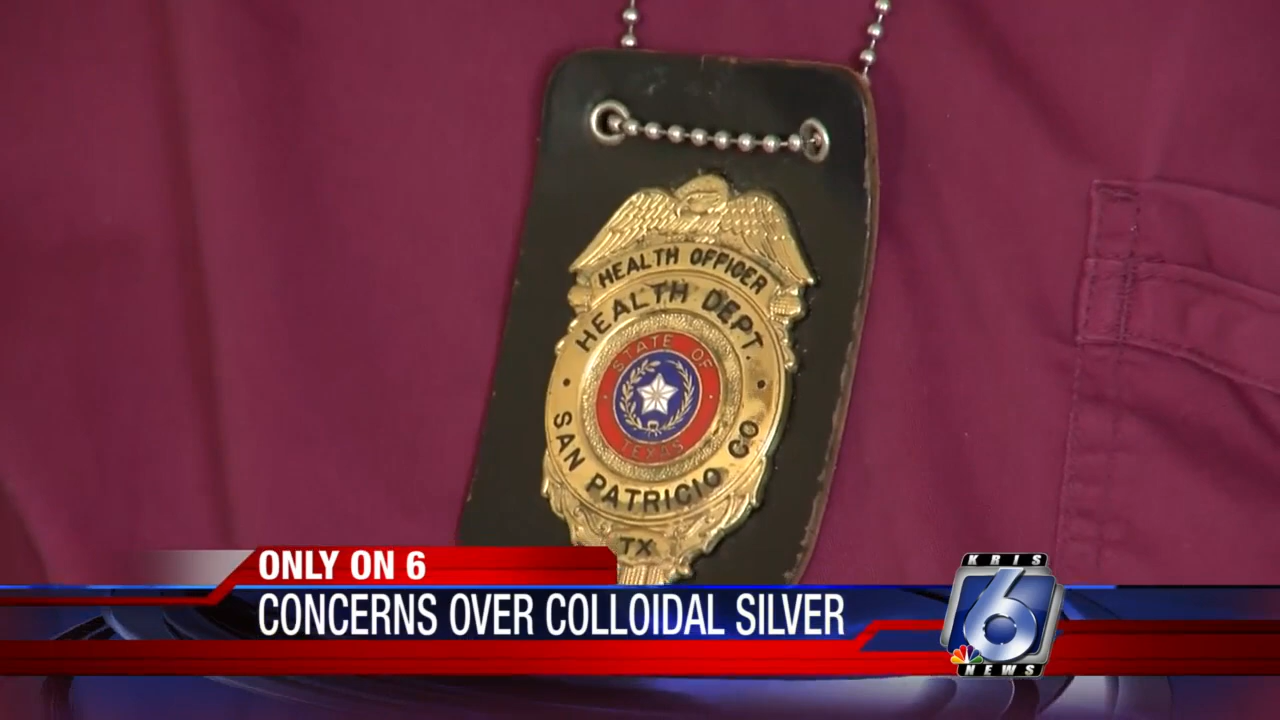 HEALTH OFFICER
HEALTH DEPT.
STATE OF
TEXAS
SAN PATRICIO CO
TX
ONLY ON 6
CONCERNS OVER COLLOIDAL SILVER
KRIS
6
NEWS